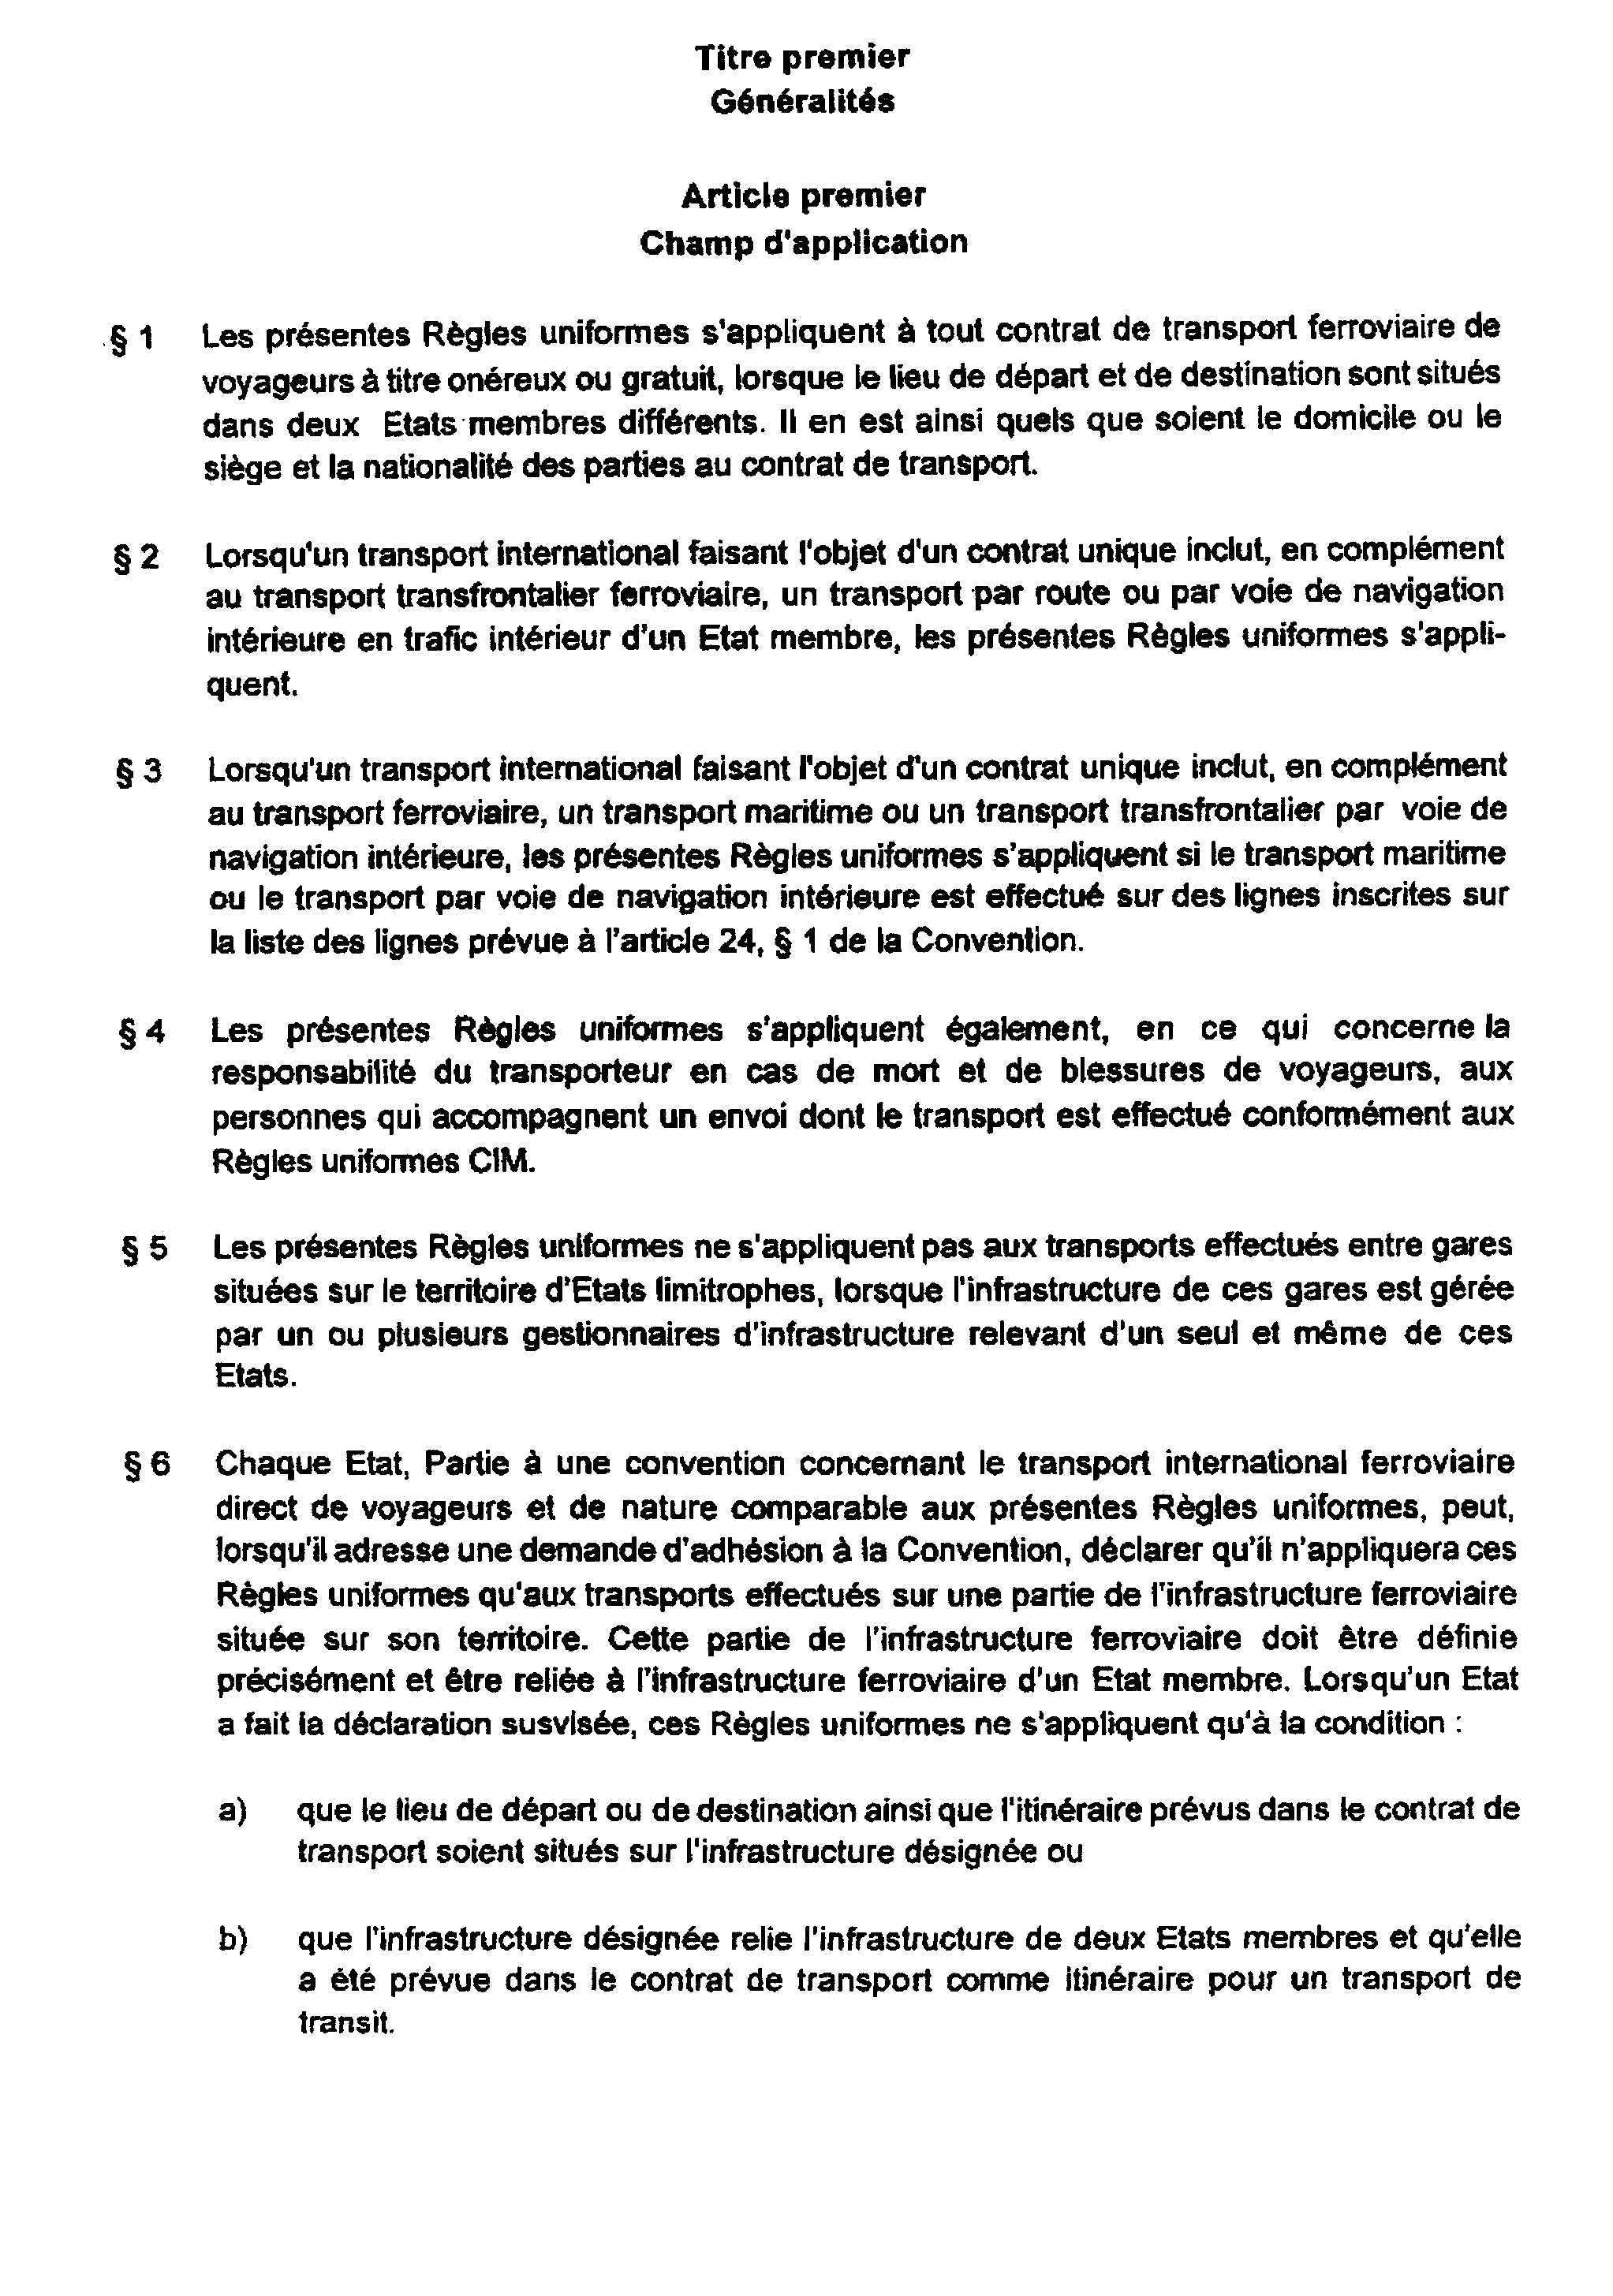 Titre premier
Généralités
Article premier
Champ d'application
§ 1 Les présentes Règles uniformes s'appliquent à tout contrat de transport ferroviaire de
voyageurs à titre onéreux ou gratuit, lorsque le lieu de départ et de destination sont situés
dans deux Etats membres différents. Il en est ainsi quels que soient le domicile ou le
siège et la nationalité des parties au contrat de transport.
§ 2 Lorsqu'un transport international faisant l'objet d'un contrat unique inclut, en complément
au transport transfrontalier ferroviaire, un transport par route ou par voie de navigation
intérieure en trafic intérieur d'un Etat membre, les présentes Règles uniformes s'appli-
quent.
§ 3 Lorsqu'un transport international faisant l'objet d'un contrat unique inclut, en complément
au transport ferroviaire, un transport maritime ou un transport transfrontalier par voie de
navigation intérieure, les présentes Règles uniformes s'appliquent si le transport maritime
ou le transport par voie de navigation intérieure est effectué sur des lignes inscrites sur
la liste des lignes prévue à l'article 24, § 1 de la Convention.
§ 4 Les présentes Règles uniformes s'appliquent également, en ce qui concerne la
responsabilité du transporteur en cas de mort et de blessures de voyageurs, aux
personnes qui accompagnent un envoi dont le transport est effectué conformément aux
Règles uniformes CIM.
§ 5 Les présentes Règles uniformes ne s'appliquent pas aux transports effectués entre gares
situées sur le territoire d'Etats limitrophes, lorsque l'infrastructure de ces gares est gérée
par un ou plusieurs gestionnaires d'infrastructure relevant d'un seul et même de ces
Etats.
§ 6 Chaque Etat, Partie à une convention concernant le transport international ferroviaire
direct de voyageurs et de nature comparable aux présentes Règles uniformes, peut,
lorsqu'il adresse une demande d'adhésion à la Convention, déclarer qu'il n'appliquera ces
Règles uniformes qu'aux transports effectués sur une partie de l'infrastructure ferroviaire
située sur son territoire. Cette partie de l'infrastructure ferroviaire doit être définie
précisément et être reliée à l'infrastructure ferroviaire d'un Etat membre. Lorsqu'un Etat
a fait la déclaration susvisée, ces Règles uniformes ne s'appliquent qu'à la condition :
a) que le lieu de départ ou de destination ainsi que l'itinéraire prévus dans le contrat de
transport soient situés sur l'infrastructure désignée ou
b) que l'infrastructure désignée relie l'infrastructure de deux Etats membres et qu'elle
a été prévue dans le contrat de transport comme itinéraire pour un transport de
transit.